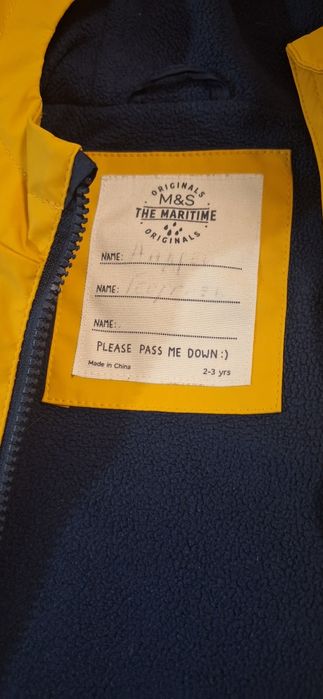 ORIGINALS
M&S
THE MARITIME
ORIGINALS
NAME:
NAME:
NAME:
PLEASE PASS ME DOWN:)
Made in China
2-3 yrs